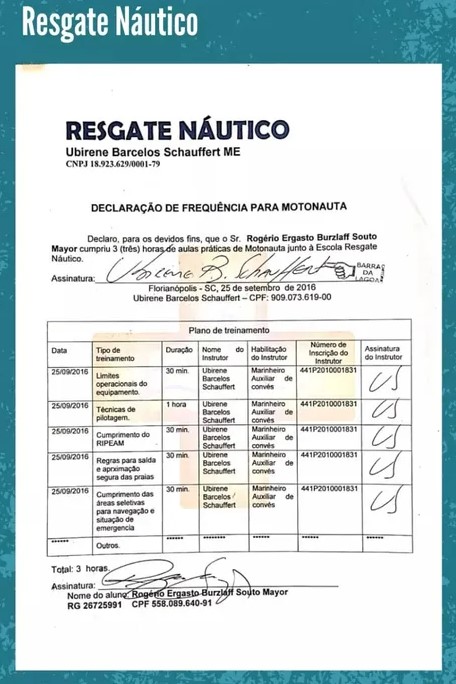 Resgate Náutico
RESGATE NÁUTICO
Ubirene Barcelos Schauffert ME
CNPJ 18.923.629/0001-79
DECLARAÇÃO DE FREQUÊNCIA PARA MOTONAUTA
Declaro, para os devidos fins, que o Sr. Rogério Ergasto Burzlaff Souto
Mayor cumpriu 3 (três) horas de aulas práticas de Motonauta junto à Escola Resgate
Náutico.
Assinatura: Ubirene B. Schauffert BARRA DA LAGOA
Florianópolis - SC, 25 de setembro de 2016
Ubirene Barcelos Schauffert – CPF: 909.073.619-00
Plano de treinamento
Data Tipo de treinamento Duração Nome do Instrutor Habilitação do Instrutor Número de Inscrição do Instrutor Assinatura do Instrutor
25/09/2016 Limites operacionais do equipamento. 30 min. Ubirene Barcelos Schauffert Marinheiro Auxiliar de convés 441P2010001831
25/09/2016 Técnicas de pilotagem. 1 hora Ubirene Barcelos Schauffert Marinheiro Auxiliar de convés 441P2010001831
25/09/2016 Cumprimento do RIPEAM 30 min. Ubirene Barcelos Schauffert Marinheiro Auxiliar de convés 441P2010001831
25/09/2016 Regras para saída e aprximação segura das praias 30 min. Ubirene Barcelos Schauffert Marinheiro Auxiliar de convés 441P2010001831
25/09/2016 Cumprimento das áreas seletivas para navegação e situação de emergencia 30 min. Ubirene Barcelos Schauffert Marinheiro Auxiliar de convés 441P2010001831
****** Outros. ****** ****** ****** ****** ******
Total: 3 horas.
Assinatura:
Nome do aluno: Rogério Ergasto Burzlaff Souto Mayor
RG 26725991 CPF 558.089.640-91